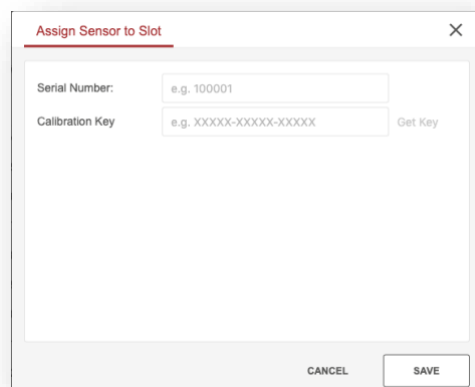 Assign Sensor to Slot
Serial Number: e.g. 100001
Calibration Key e.g. XXXXX-XXXXX-XXXXX Get Key
CANCEL SAVE